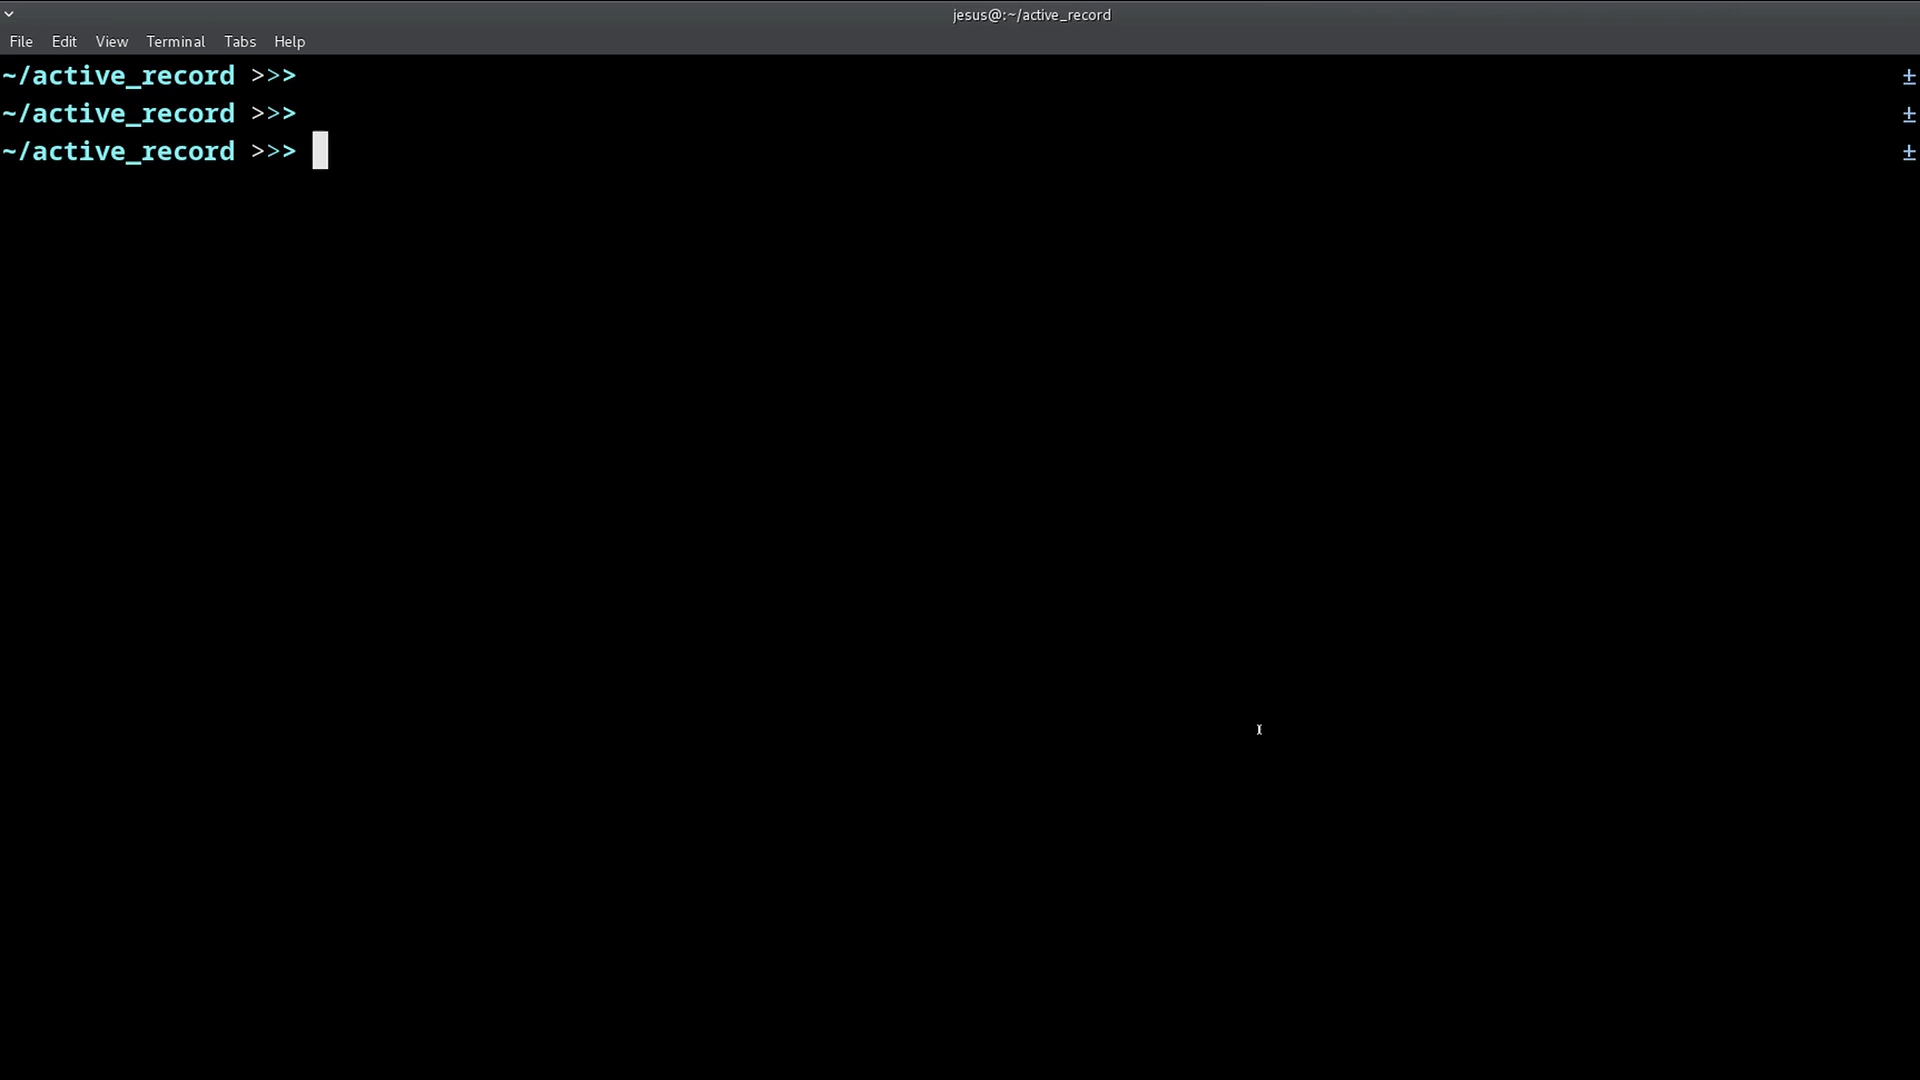 jesus@:~/active_record
File Edit View Terminal Tabs Help
~/active_record >>> ±
~/active_record >>> ±
~/active_record >>> ±